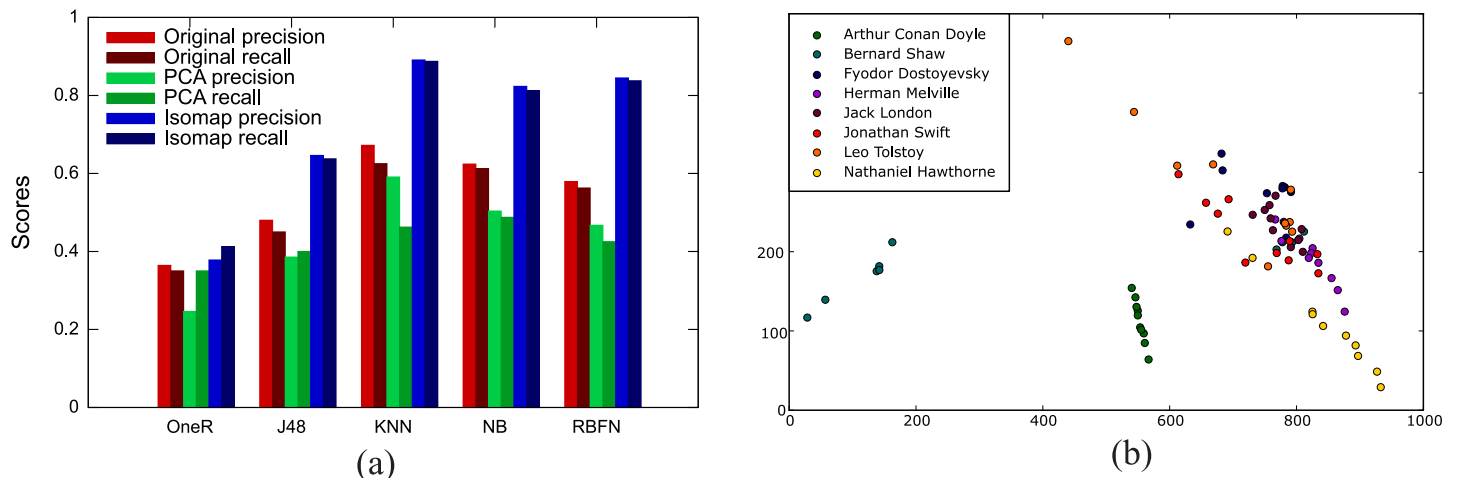 1
0.8
0.6
0.4
0.2
0
Scores
Original precision
Original recall
PCA precision
PCA recall
Isomap precision
Isomap recall
OneR J48 KNN NB RBFN
(a)
Arthur Conan Doyle
Bernard Shaw
Fyodor Dostoyevsky
Herman Melville
Jack London
Jonathan Swift
Leo Tolstoy
Nathaniel Hawthorne
200
100
0
0 200 400 600 800 1000
(b)